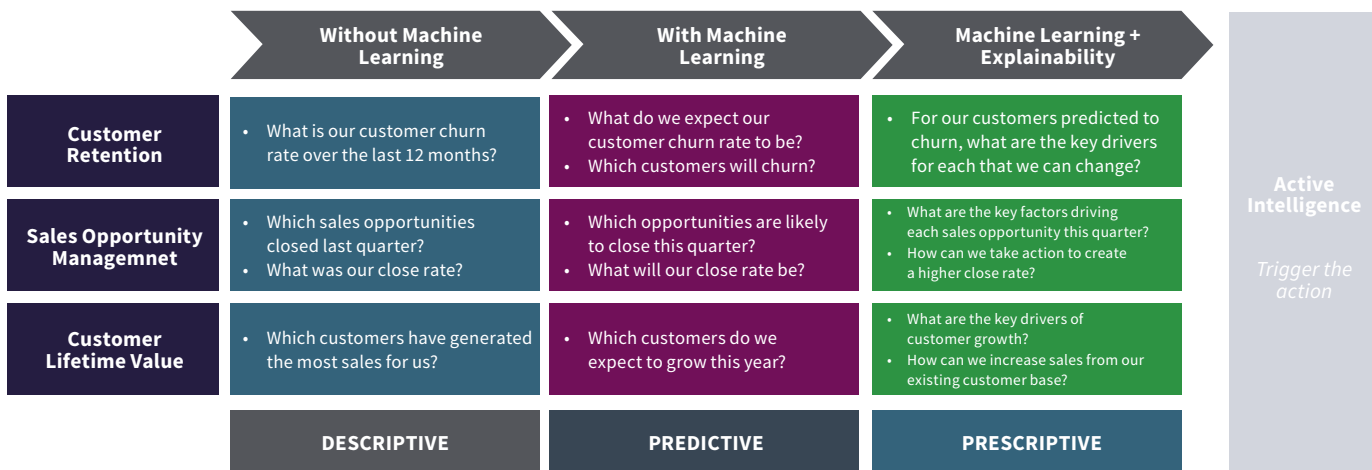 Without Machine
Learning
With Machine
Learning
Machine Learning +
Explainability
Customer
Retention
• What is our customer churn
rate over the last 12 months?
• What do we expect our
customer churn rate to be?
• Which customers will churn?
• For our customers predicted to
churn, what are the key drivers
for each that we can change?
Sales Opportunity
Managemnet
• Which sales opportunities
closed last quarter?
• What was our close rate?
• Which opportunities are likely
to close this quarter?
• What will our close rate be?
• What are the key factors driving
each sales opportunity this quarter?
• How can we take action to create
a higher close rate?
Customer
Lifetime Value
• Which customers have generated
the most sales for us?
• Which customers do we
expect to grow this year?
• What are the key drivers of
customer growth?
• How can we increase sales from our
existing customer base?
DESCRIPTIVE
PREDICTIVE
PRESCRIPTIVE
Active
Intelligence
Trigger the
action